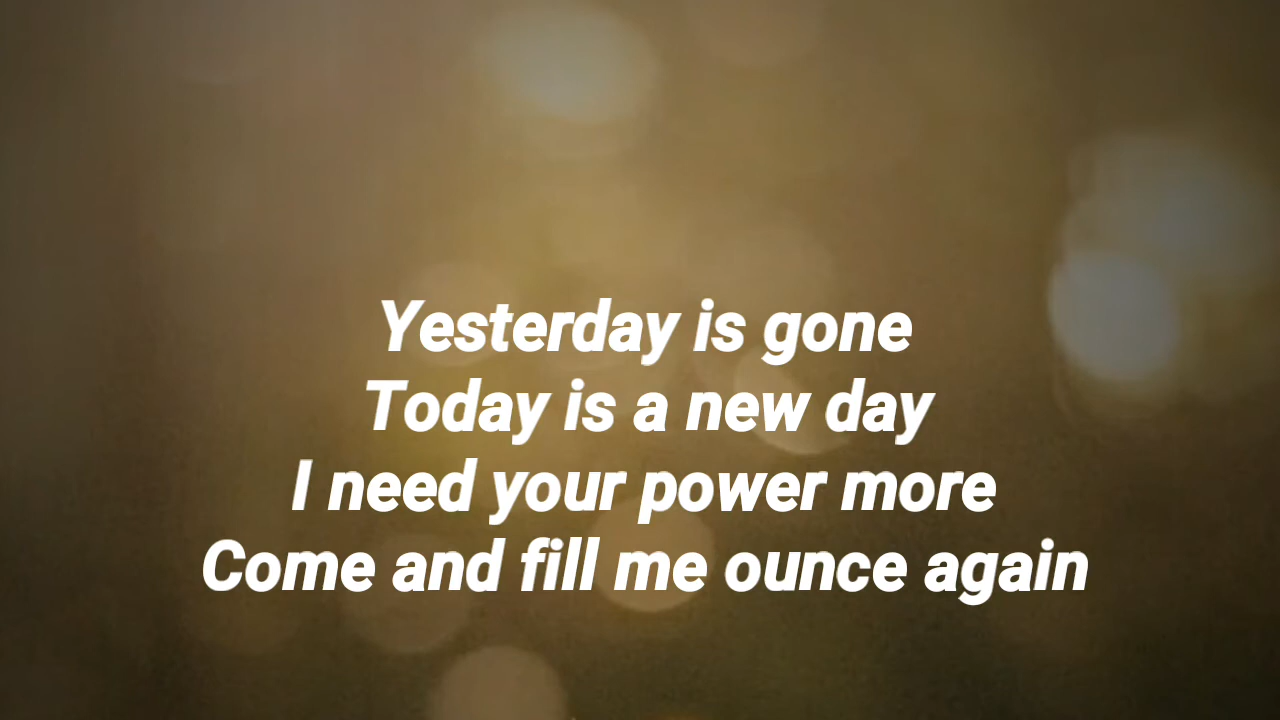 Yesterday is gone
Today is a new day
I need your power more
Come and fill me ounce again